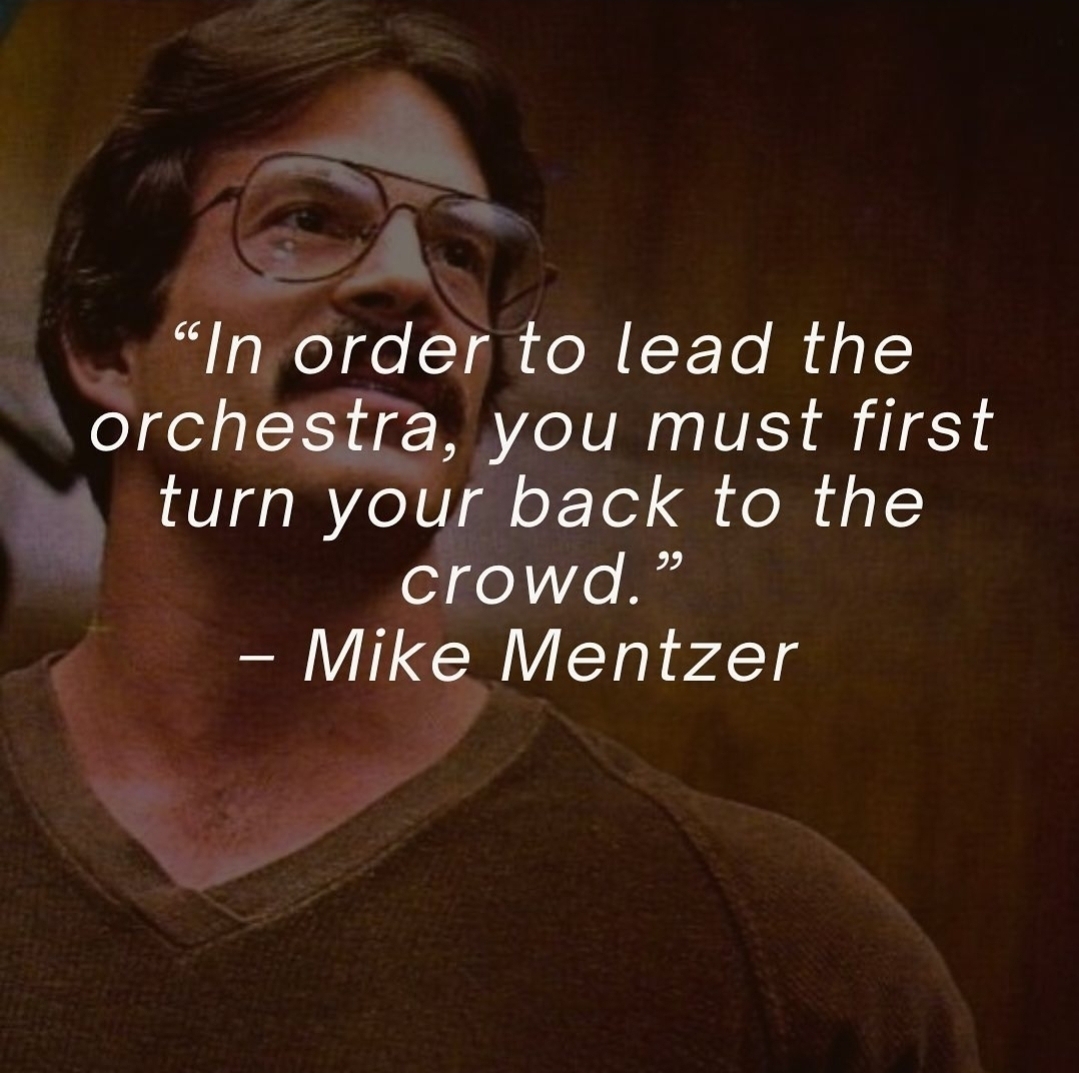 “In order to lead the
orchestra, you must first
turn your back to the
crowd.”
– Mike Mentzer